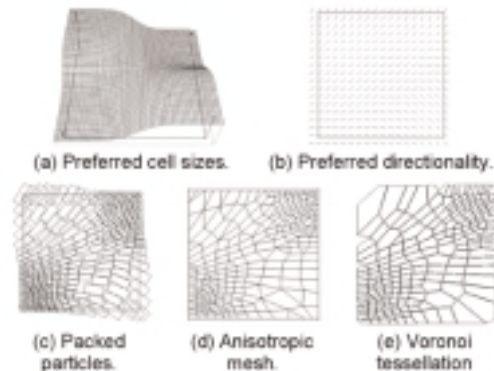 (a) Preferred cell sizes.
(b) Preferred directionality.
(c) Packed
particles.
(d) Anisotropic
mesh.
(e) Voronoi
tessellation